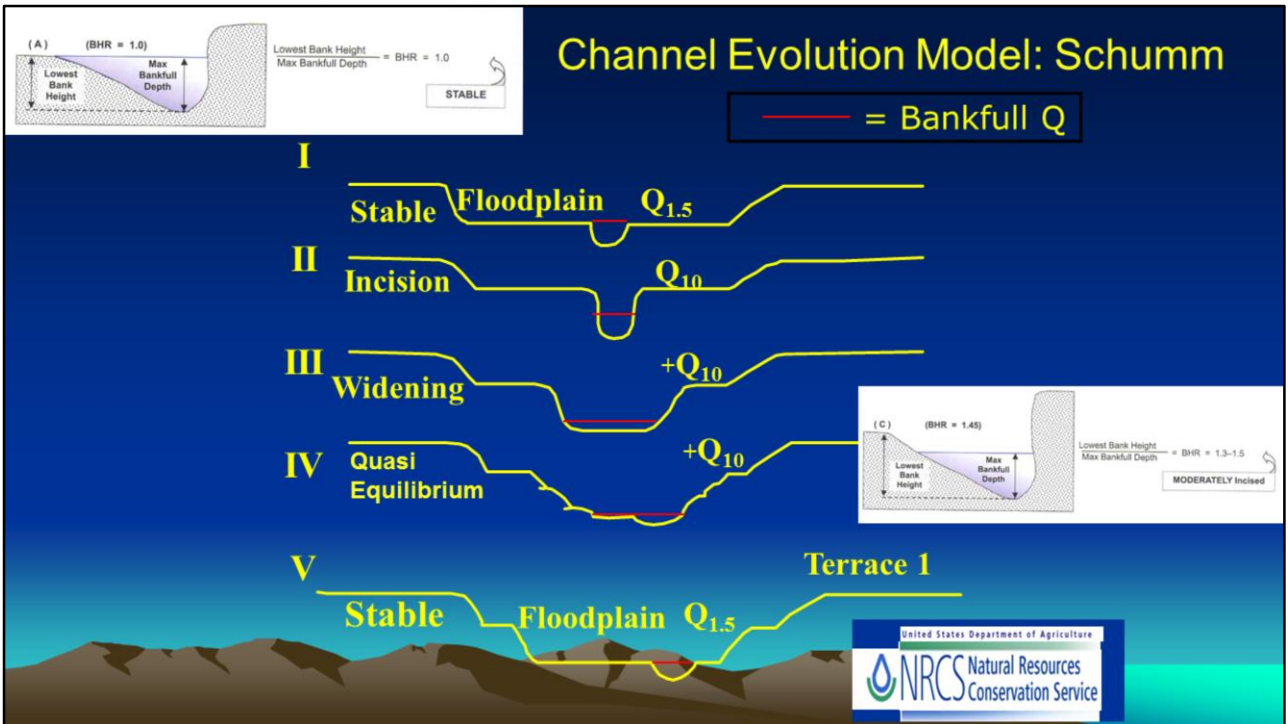 Channel Evolution Model: Schumm
= Bankfull Q
( A )
(BHR = 1.0)
Lowest
Bank
Height
Max
Bankfull
Depth
Lowest Bank Height
Max Bankfull Depth
= BHR = 1.0
STABLE
I
Stable
Floodplain
Q1.5
II
Incision
Q10
III
Widening
+Q10
IV
Quasi
Equilibrium
+Q10
( C )
(BHR = 1.45)
Lowest
Bank
Height
Max
Bankfull
Depth
Lowest Bank Height
Max Bankfull Depth
= BHR = 1.3–1.5
MODERATELY Incised
V
Stable
Floodplain
Q1.5
Terrace 1
United States Department of Agriculture
NRCS
Natural Resources
Conservation Service